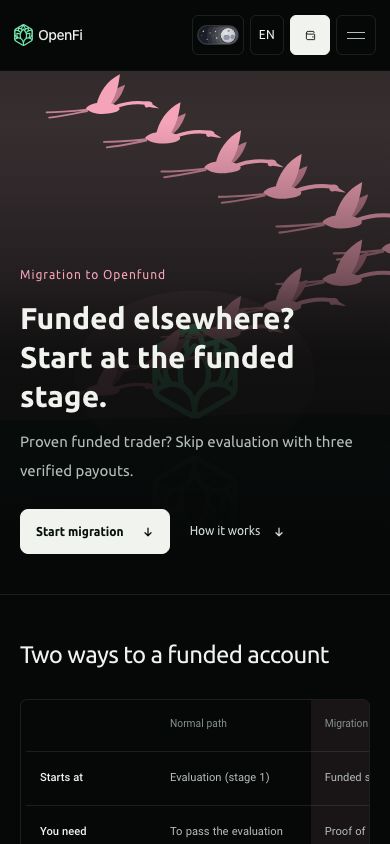 OpenFi
EN
Migration to Openfund
Funded elsewhere?
Start at the funded
stage.
Proven funded trader? Skip evaluation with three
verified payouts.
Start migration ↓
How it works ↓
Two ways to a funded account
Normal path
Migration
Starts at
Evaluation (stage 1)
Funded s
You need
To pass the evaluation
Proof of